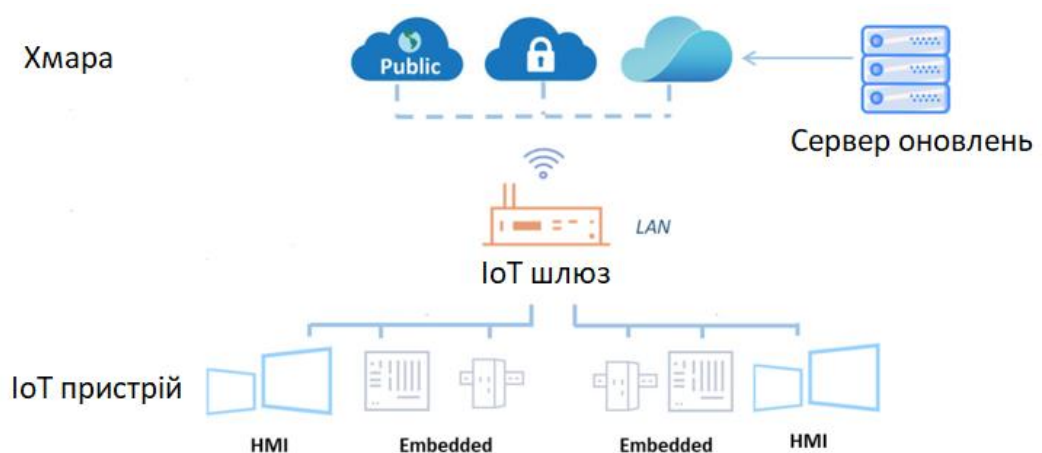 Хмара
Public
Сервер оновлень
LAN
IoT шлюз
IoT пристрій
HMI
Embedded
Embedded
HMI